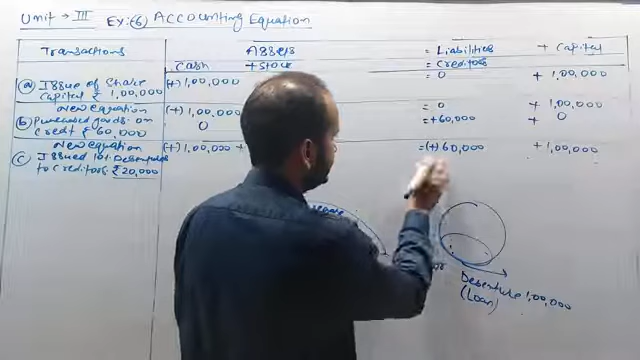 Unit → III Ex:(6) Accounting Equation
Transactions Assets = Liabilities + Capital
Cash + Stock = Creditors
(a) Issue of Share (+) 1,00,000 = 0 + 1,00,000
Capital ₹ 1,00,000
New equation (+) 1,00,000 = 0 + 1,00,000
(b) Purchased goods on 0 = +60,000 + 0
Credit ₹ 60,000
New equation (+) 1,00,000 + = (+) 60,000 + 1,00,000
(c) Issued 10% Debentures
to Creditors ₹ 20,000
Debenture 1,00,000
(Loan)